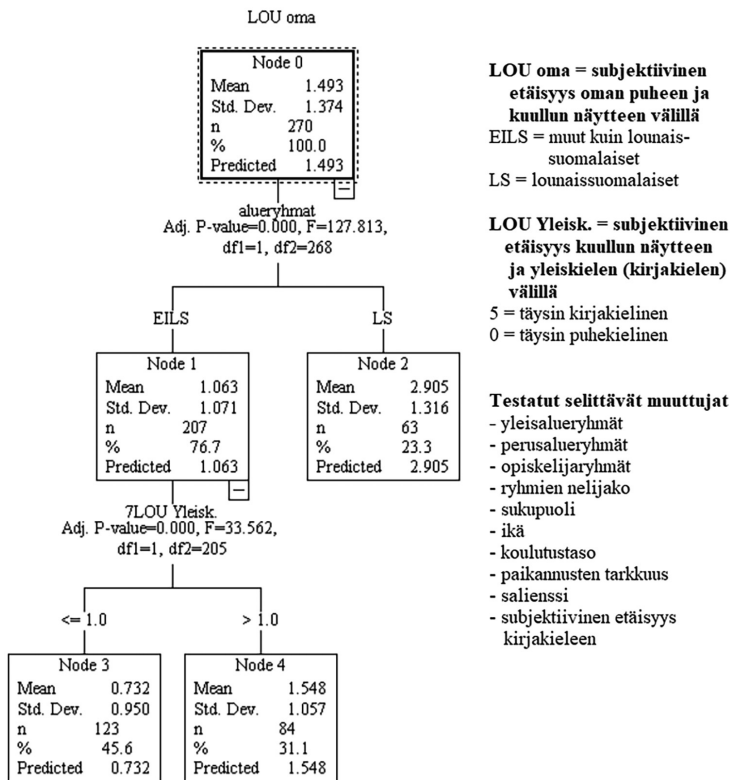 LOU oma
Node 0
Mean 1.493
Std. Dev. 1.374
n 270
% 100.0
Predicted 1.493
alueryhmat
Adj. P-value=0.000, F=127.813,
df1=1, df2=268
EILS
LS
Node 1
Mean 1.063
Std. Dev. 1.071
n 207
% 76.7
Predicted 1.063
Node 2
Mean 2.905
Std. Dev. 1.316
n 63
% 23.3
Predicted 2.905
7LOU Yleisk.
Adj. P-value=0.000, F=33.562,
df1=1, df2=205
<= 1.0
> 1.0
Node 3
Mean 0.732
Std. Dev. 0.950
n 123
% 45.6
Predicted 0.732
Node 4
Mean 1.548
Std. Dev. 1.057
n 84
% 31.1
Predicted 1.548
LOU oma = subjektiivinen
etäisyys oman puheen ja
kuullun näytteen välillä
EILS = muut kuin lounais-
suomalaiset
LS = lounaissuomalaiset
LOU Yleisk. = subjektiivinen
etäisyys kuullun näytteen
ja yleiskielen (kirjakielen)
välillä
5 = täysin kirjakielinen
0 = täysin puhekielinen
Testatut selittävät muuttujat
- yleisalueryhmät
- perusalueryhmät
- opiskelijaryhmät
- ryhmien nelijako
- sukupuoli
- ikä
- koulutustaso
- paikannusten tarkkuus
- salienssi
- subjektiivinen etäisyys
kirjakieleen